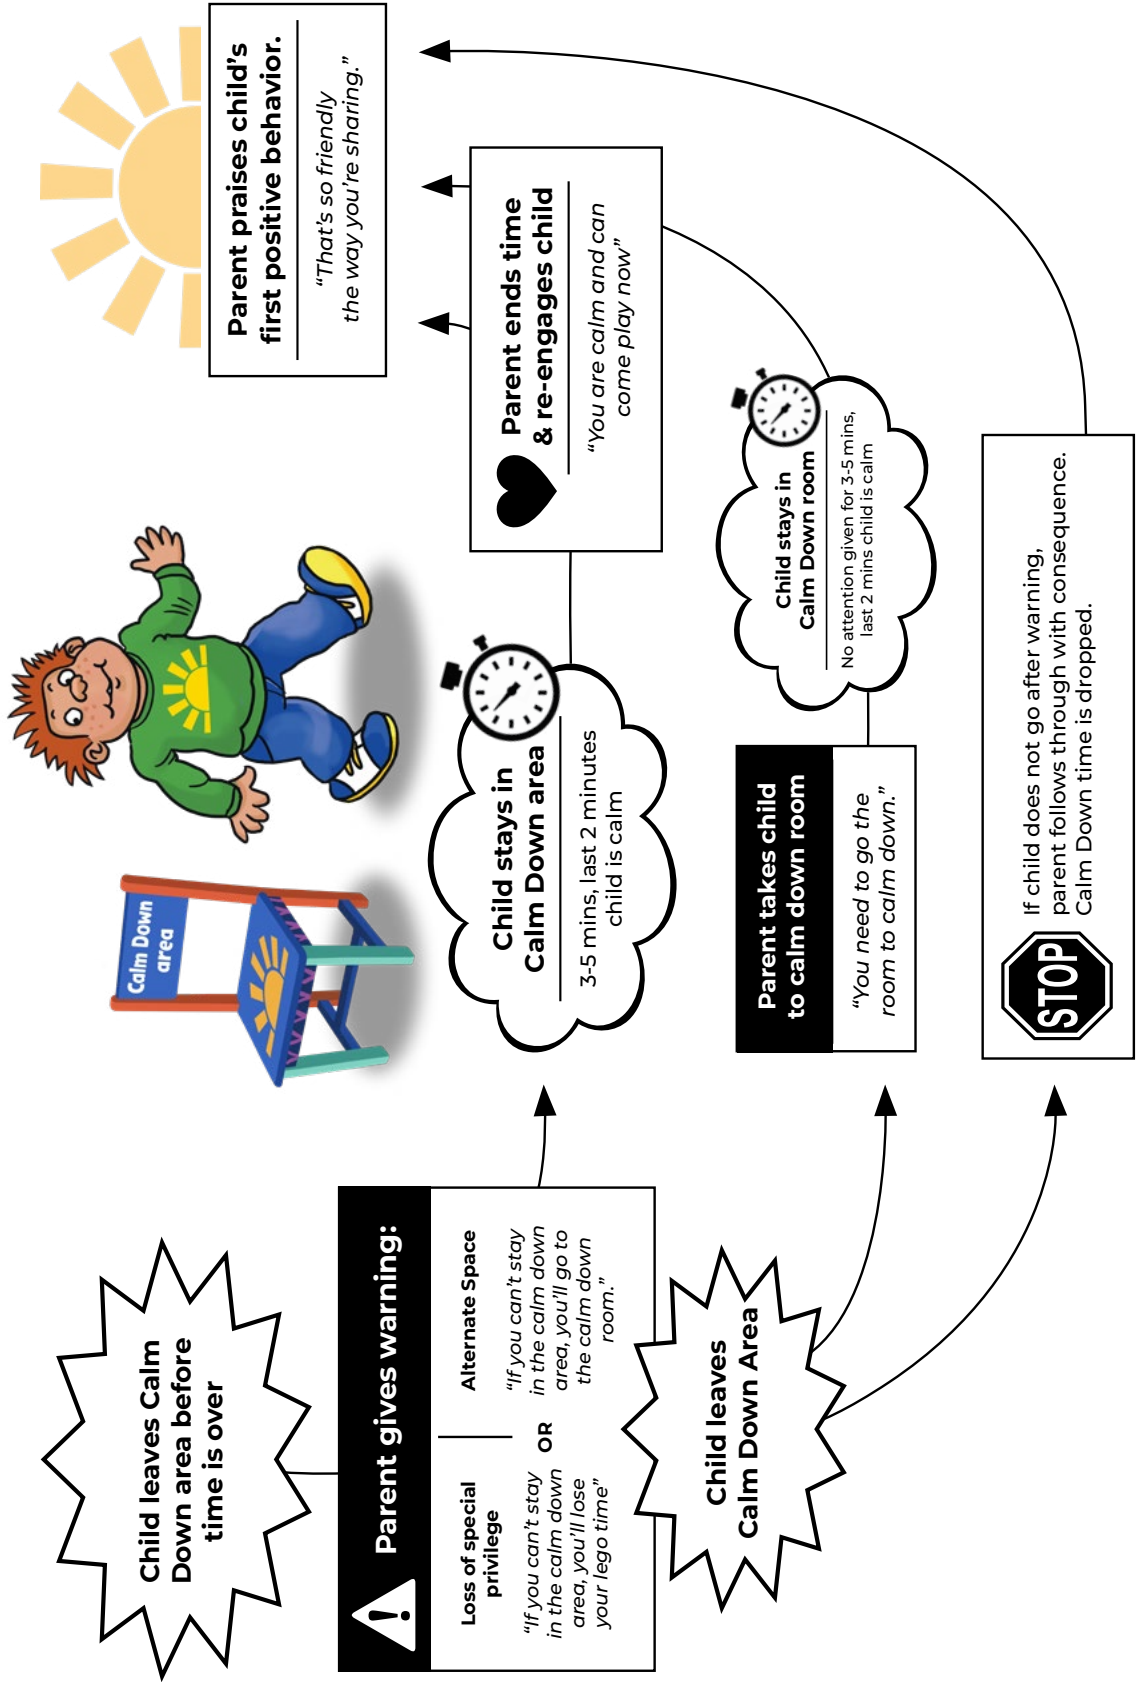 Child leaves Calm
Down area before
time is over
Parent gives warning:
Loss of special
privilege
“If you can’t stay
in the calm down
area, you’ll lose
your lego time”
OR
Alternate Space
“If you can’t stay
in the calm down
area, you’ll go to
the calm down
room.”
Child leaves
Calm Down Area
Calm Down
area
Child stays in
Calm Down area
3-5 mins, last 2 minutes
child is calm
Parent takes child
to calm down room
“You need to go the
room to calm down.”
STOP
If child does not go after warning,
parent follows through with consequence.
Calm Down time is dropped.
Child stays in
Calm Down room
No attention given for 3-5 mins,
last 2 mins child is calm
Parent ends time
& re-engages child
“You are calm and can
come play now”
Parent praises child’s
first positive behavior.
“That’s so friendly
the way you’re sharing.”